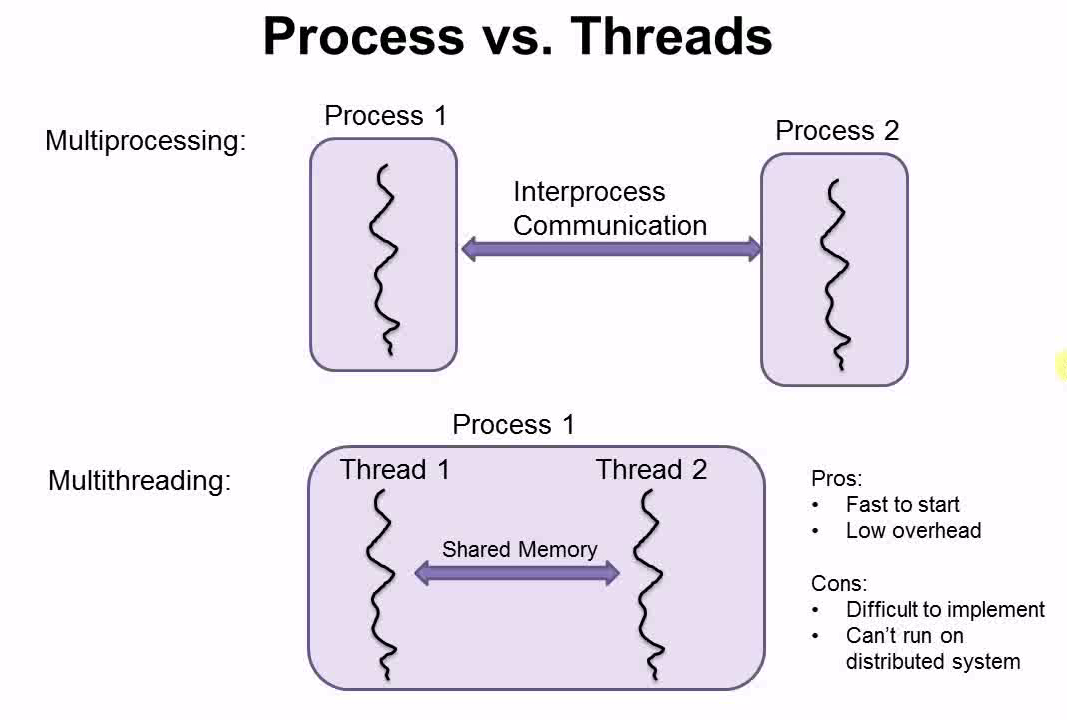 Process vs. Threads
Multiprocessing:
Process 1
Process 2
Interprocess
Communication
Process 1
Multithreading:
Thread 1
Thread 2
Shared Memory
Pros:
• Fast to start
• Low overhead
Cons:
• Difficult to implement
• Can't run on
distributed system